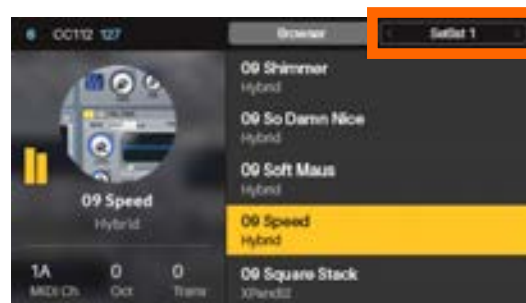 6 CC112 127
Browser
Setlist 1
09 Shimmer
Hybrid
09 So Damn Nice
Hybrid
09 Soft Maus
Hybrid
09 Speed
Hybrid
09 Square Stack
XPand!2
09 Speed
Hybrid
1A 0 0
MIDI Ch Oct Trans